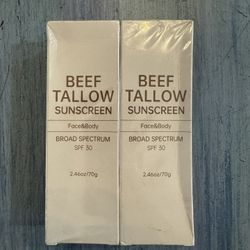 BEEF
TALLOW
SUNSCREEN
Face&Body
BROAD SPECTRUM
SPF 30
2.46oz/70g
BEEF
TALLOW
SUNSCREEN
Face&Body
BROAD SPECTRUM
SPF 30
2.46oz/70g